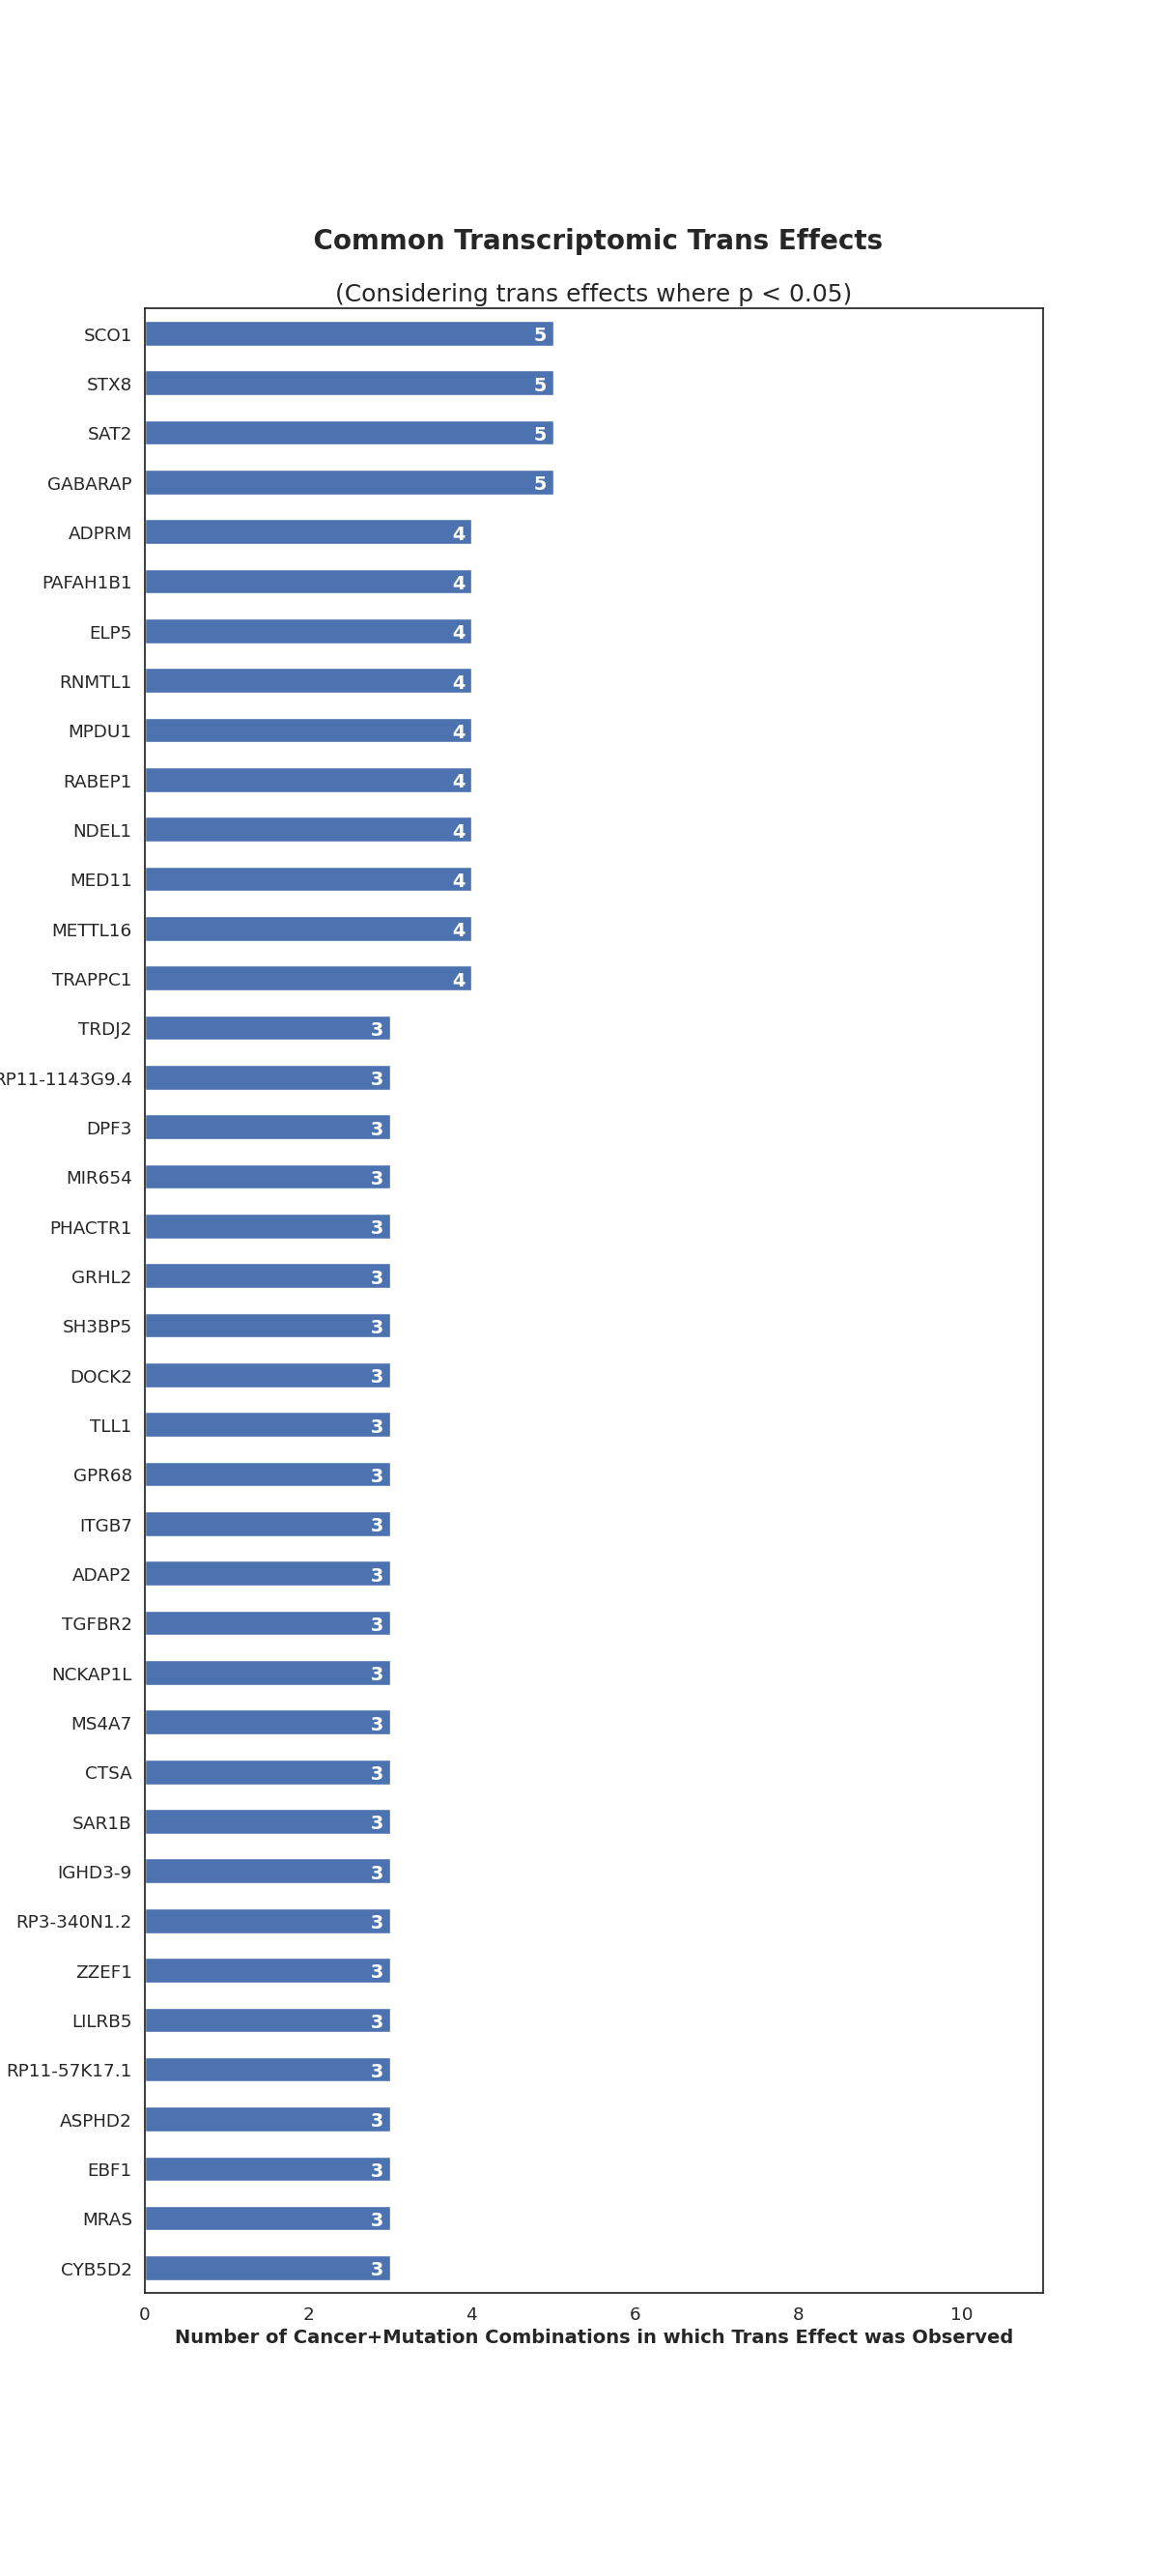 Common Transcriptomic Trans Effects
(Considering trans effects where p < 0.05)
SCO1 5
STX8 5
SAT2 5
GABARAP 5
ADPRM 4
PAFAH1B1 4
ELP5 4
RNMTL1 4
MPDU1 4
RABEP1 4
NDEL1 4
MED11 4
METTL16 4
TRAPPC1 4
TRDJ2 3
RP11-1143G9.4 3
DPF3 3
MIR654 3
PHACTR1 3
GRHL2 3
SH3BP5 3
DOCK2 3
TLL1 3
GPR68 3
ITGB7 3
ADAP2 3
TGFBR2 3
NCKAP1L 3
MS4A7 3
CTSA 3
SAR1B 3
IGHD3-9 3
RP3-340N1.2 3
ZZEF1 3
LILRB5 3
RP11-57K17.1 3
ASPHD2 3
EBF1 3
MRAS 3
CYB5D2 3
0 2 4 6 8 10
Number of Cancer+Mutation Combinations in which Trans Effect was Observed